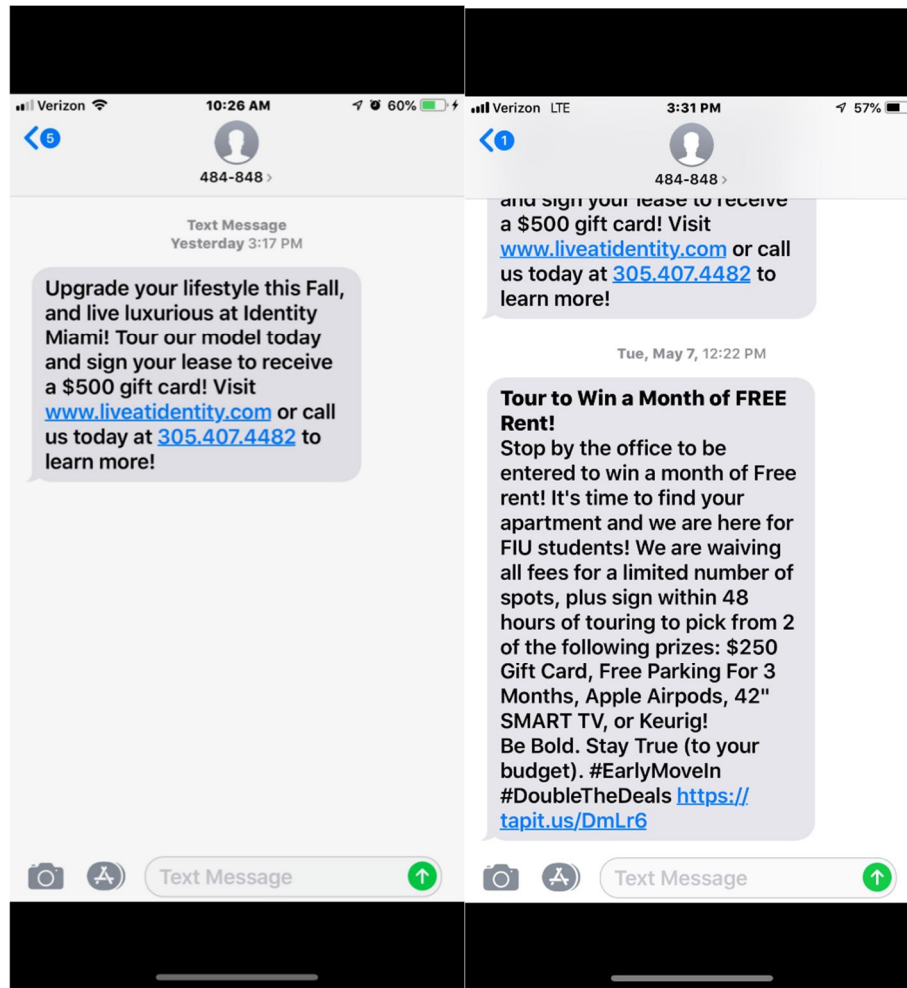 Verizon
10:26 AM
60%
5
484-848 >
Text Message
Yesterday 3:17 PM
Upgrade your lifestyle this Fall,
and live luxurious at Identity
Miami! Tour our model today
and sign your lease to receive
a $500 gift card! Visit
www.liveatidentity.com or call
us today at 305.407.4482 to
learn more!
Text Message
Verizon LTE
3:31 PM
57%
1
484-848 >
and sign your lease to receive
a $500 gift card! Visit
www.liveatidentity.com or call
us today at 305.407.4482 to
learn more!
Tue, May 7, 12:22 PM
Tour to Win a Month of FREE
Rent!
Stop by the office to be
entered to win a month of Free
rent! It's time to find your
apartment and we are here for
FIU students! We are waiving
all fees for a limited number of
spots, plus sign within 48
hours of touring to pick from 2
of the following prizes: $250
Gift Card, Free Parking For 3
Months, Apple Airpods, 42"
SMART TV, or Keurig!
Be Bold. Stay True (to your
budget). #EarlyMoveIn
#DoubleTheDeals https://
tapit.us/DmLr6
Text Message